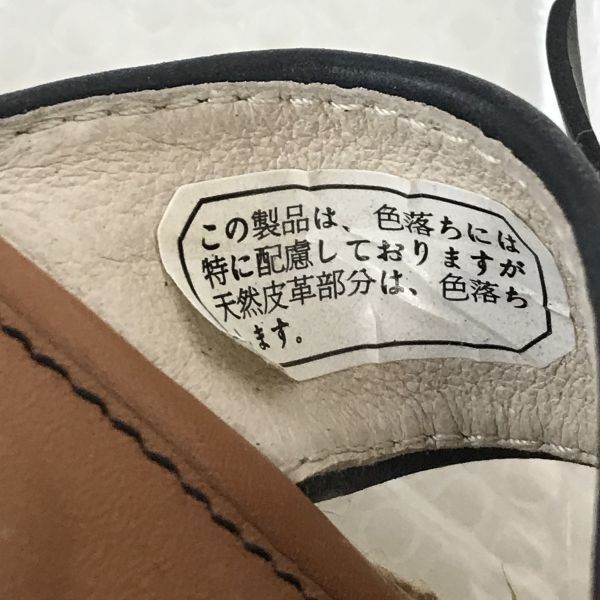 この製品は、色落ちには
特に配慮しておりますが
天然皮革部分は、色落ち
ます。